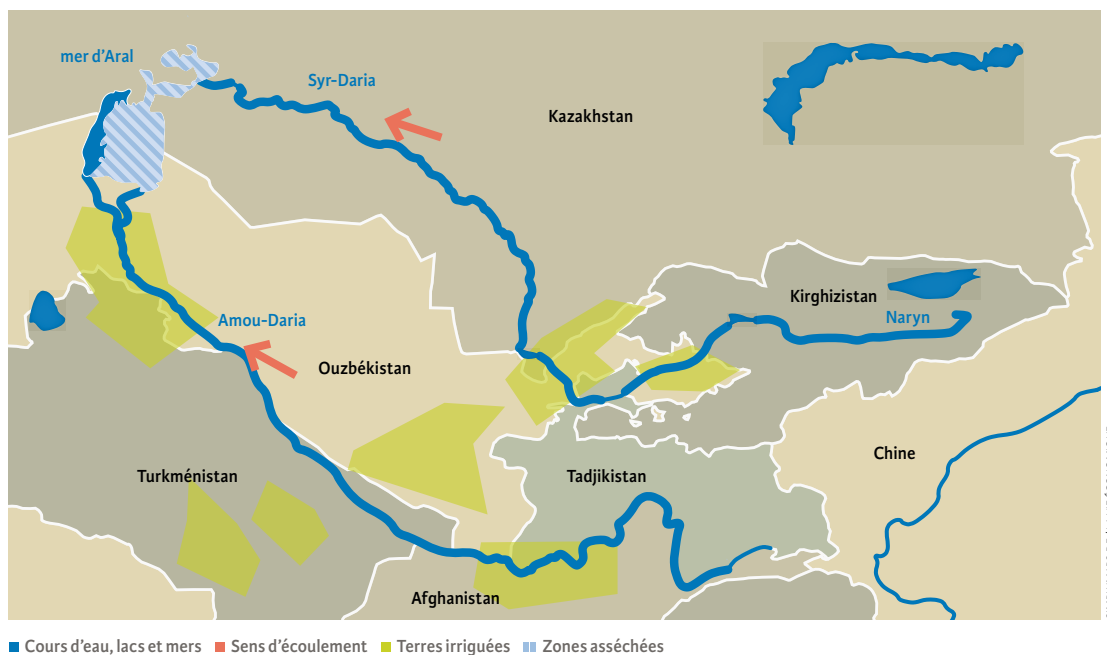 mer d'Aral
Syr-Daria
Kazakhstan
Kirghizistan
Naryn
Amou-Daria
Ouzbékistan
Chine
Turkménistan
Tadjikistan
Afghanistan
Cours d'eau, lacs et mers
Sens d'écoulement
Terres irriguées
Zones asséchées